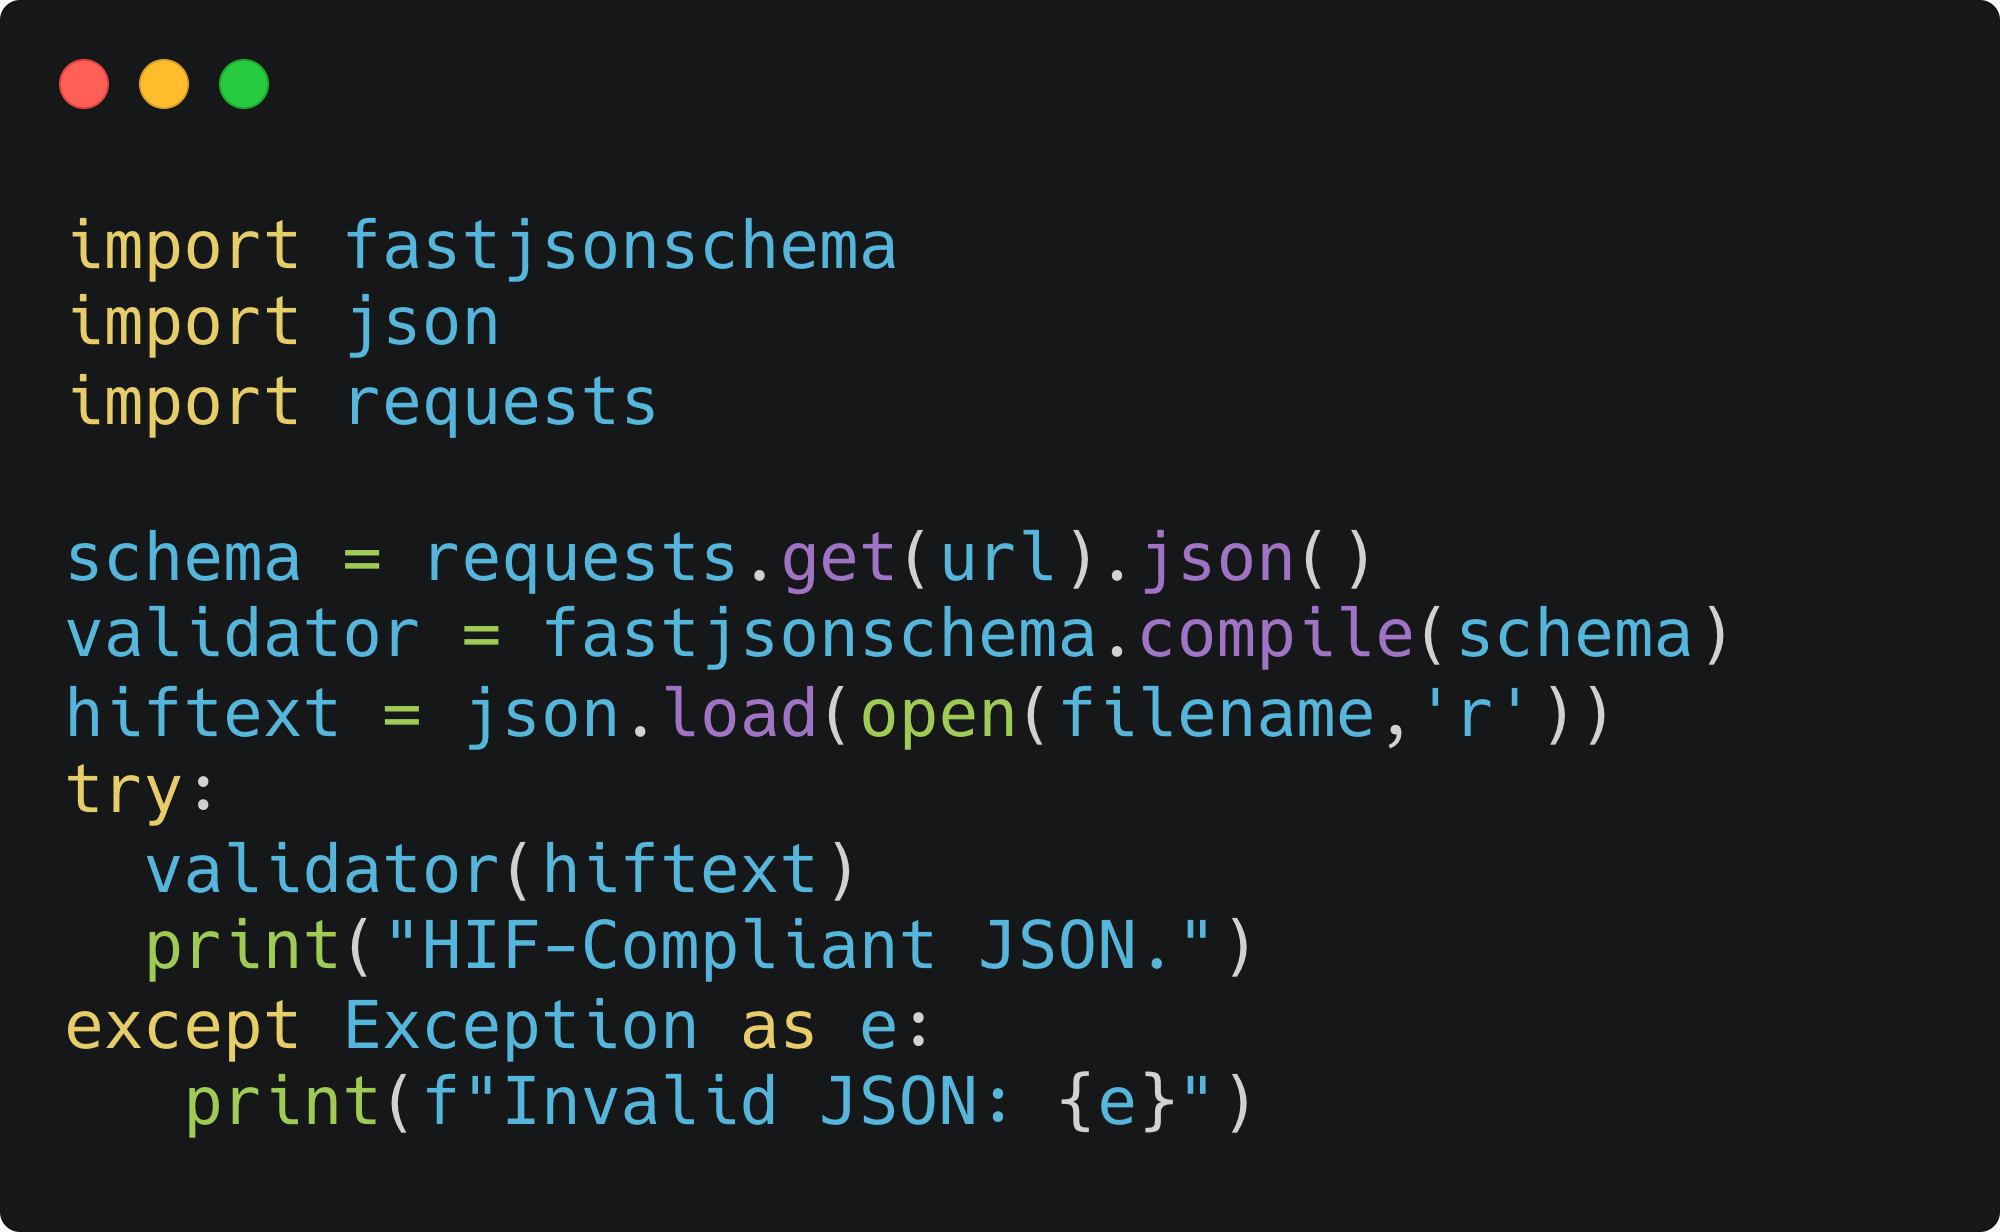 import fastjsonschema
import json
import requests

schema = requests.get(url).json()
validator = fastjsonschema.compile(schema)
hiftext = json.load(open(filename,'r'))
try:
  validator(hiftext)
  print("HIF-Compliant JSON.")
except Exception as e:
   print(f"Invalid JSON: {e}")